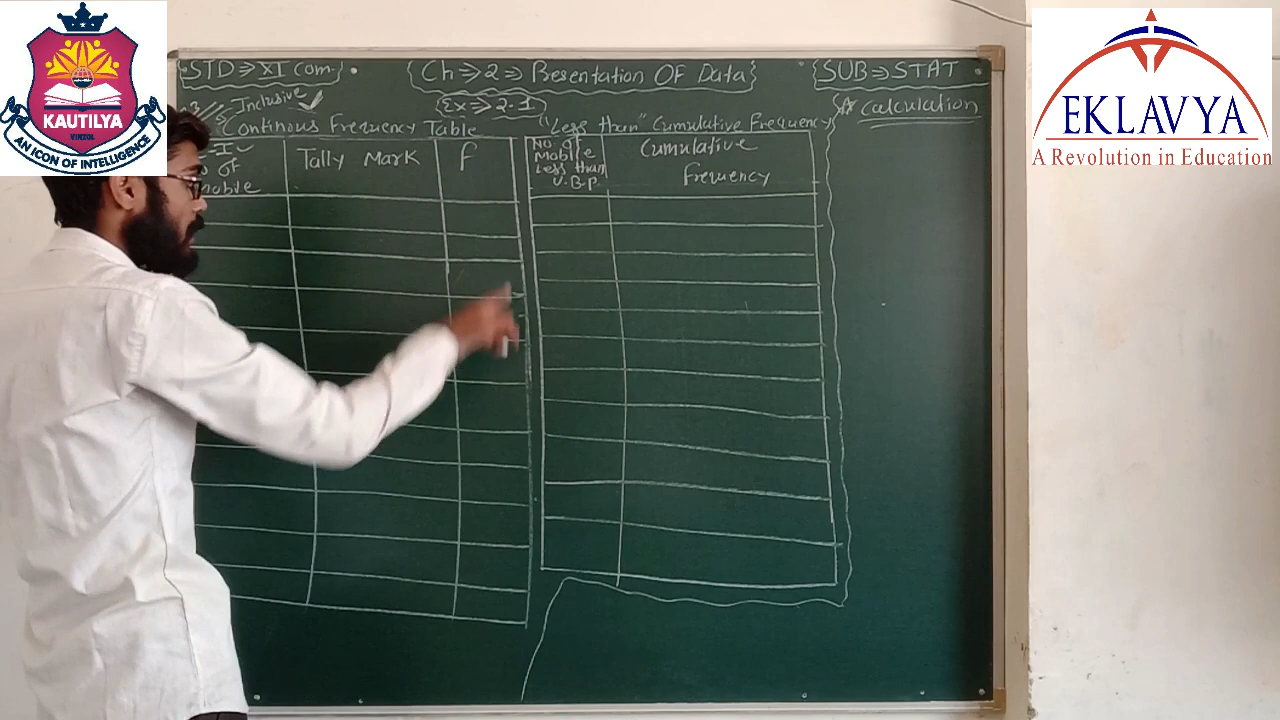 KAUTILYA
VINZOL
AN ICON OF INTELLIGENCE
EKLAVYA
A Revolution in Education
STD ⇒ XI Com.
Ch ⇒ 2 ⇒ Besentation OF Data
SUB ⇒ STAT
Inclusive ✓
Ex ⇒ 2.1
☆ Calculation
Continous Frequency Table
"Less than" Cumulative Frequency
Tally Mark
f
No of
Mobile
Less than
U.B.P.
Cumulative
Frequency